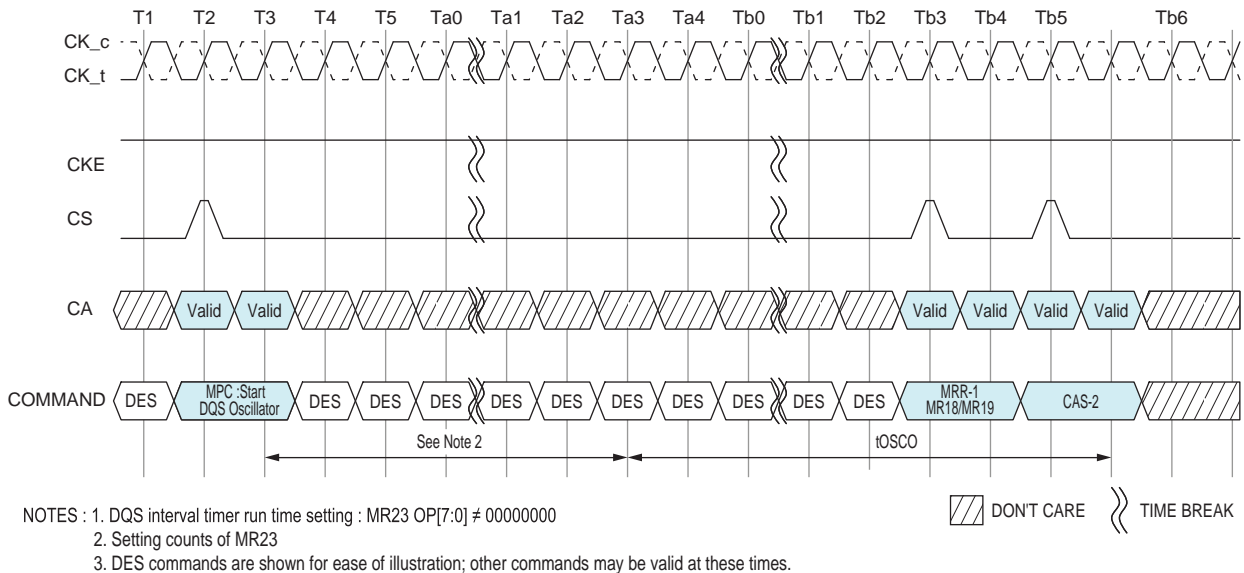 T1 T2 T3 T4 T5 Ta0 Ta1 Ta2 Ta3 Ta4 Tb0 Tb1 Tb2 Tb3 Tb4 Tb5 Tb6
CK_c
CK_t
CKE
CS
CA Valid Valid Valid Valid Valid Valid
COMMAND DES MPC :Start DES DES DES DES DES DES DES DES DES DES MRR-1 CAS-2
DQS Oscillator MR18/MR19
See Note 2 tOSCO
NOTES : 1. DQS interval timer run time setting : MR23 OP[7:0] ≠ 00000000
2. Setting counts of MR23
3. DES commands are shown for ease of illustration; other commands may be valid at these times.
DON'T CARE TIME BREAK